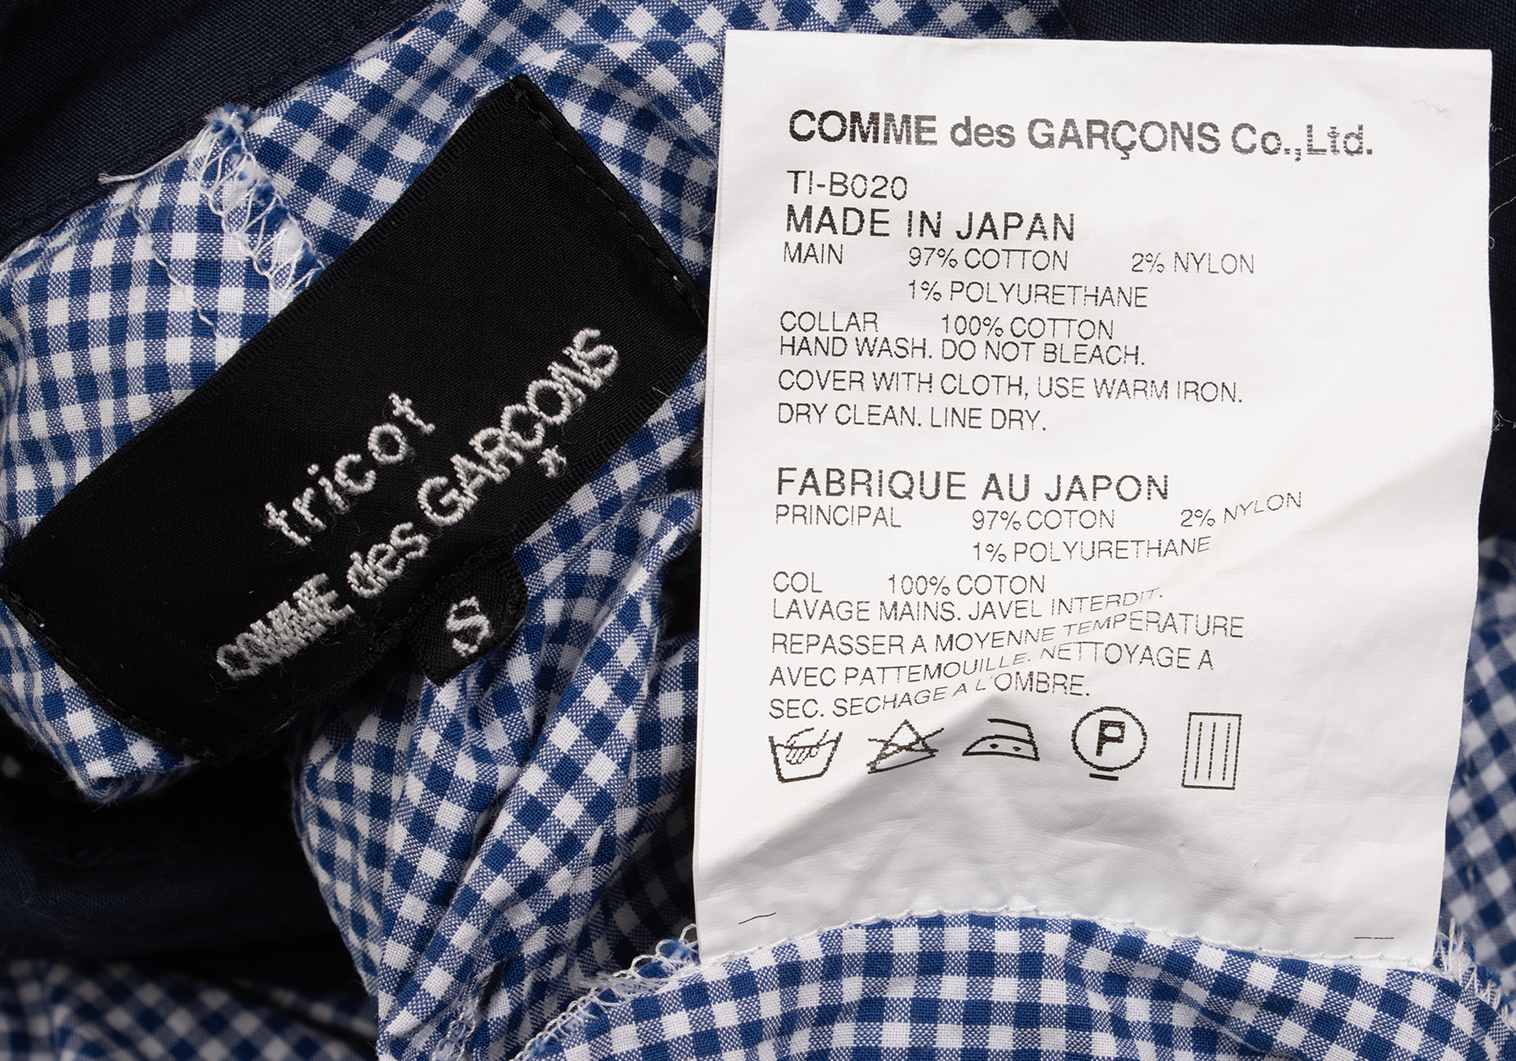 tricot
COMME des GARÇONS
S
COMME des GARÇONS Co.,Ltd.
TI-B020
MADE IN JAPAN
MAIN 97% COTTON 2% NYLON
1% POLYURETHANE
COLLAR 100% COTTON
HAND WASH. DO NOT BLEACH.
COVER WITH CLOTH, USE WARM IRON.
DRY CLEAN. LINE DRY.
FABRIQUE AU JAPON
PRINCIPAL 97% COTON 2% NYLON
1% POLYURETHANE
COL 100% COTON
LAVAGE MAINS. JAVEL INTERDIT.
REPASSER A MOYENNE TEMPERATURE
AVEC PATTEMOUILLE. NETTOYAGE A
SEC. SECHAGE A L'OMBRE.
P